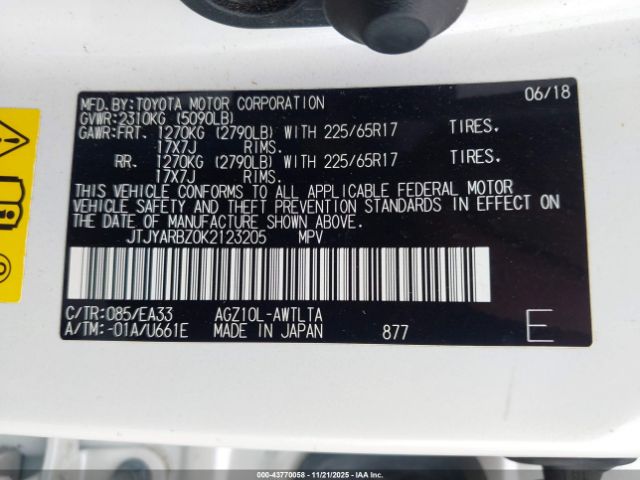 MFD.BY:TOYOTA MOTOR CORPORATION 06/18
GVWR:2310KG (5090LB)
GAWR:FRT. 1270KG (2790LB) WITH 225/65R17 TIRES.
17X7J RIMS.
RR. 1270KG (2790LB) WITH 225/65R17 TIRES.
17X7J RIMS.
THIS VEHICLE CONFORMS TO ALL APPLICABLE FEDERAL MOTOR
VEHICLE SAFETY AND THEFT PREVENTION STANDARDS IN EFFECT ON
THE DATE OF MANUFACTURE SHOWN ABOVE.
JTJYARBZ0K2123205 MPV
C/TR:085/EA33 AGZ10L-AWTLTA
A/TM:-01A/U661E MADE IN JAPAN 877 E
000-43770058 - 11/21/2025 - IAAI.COM